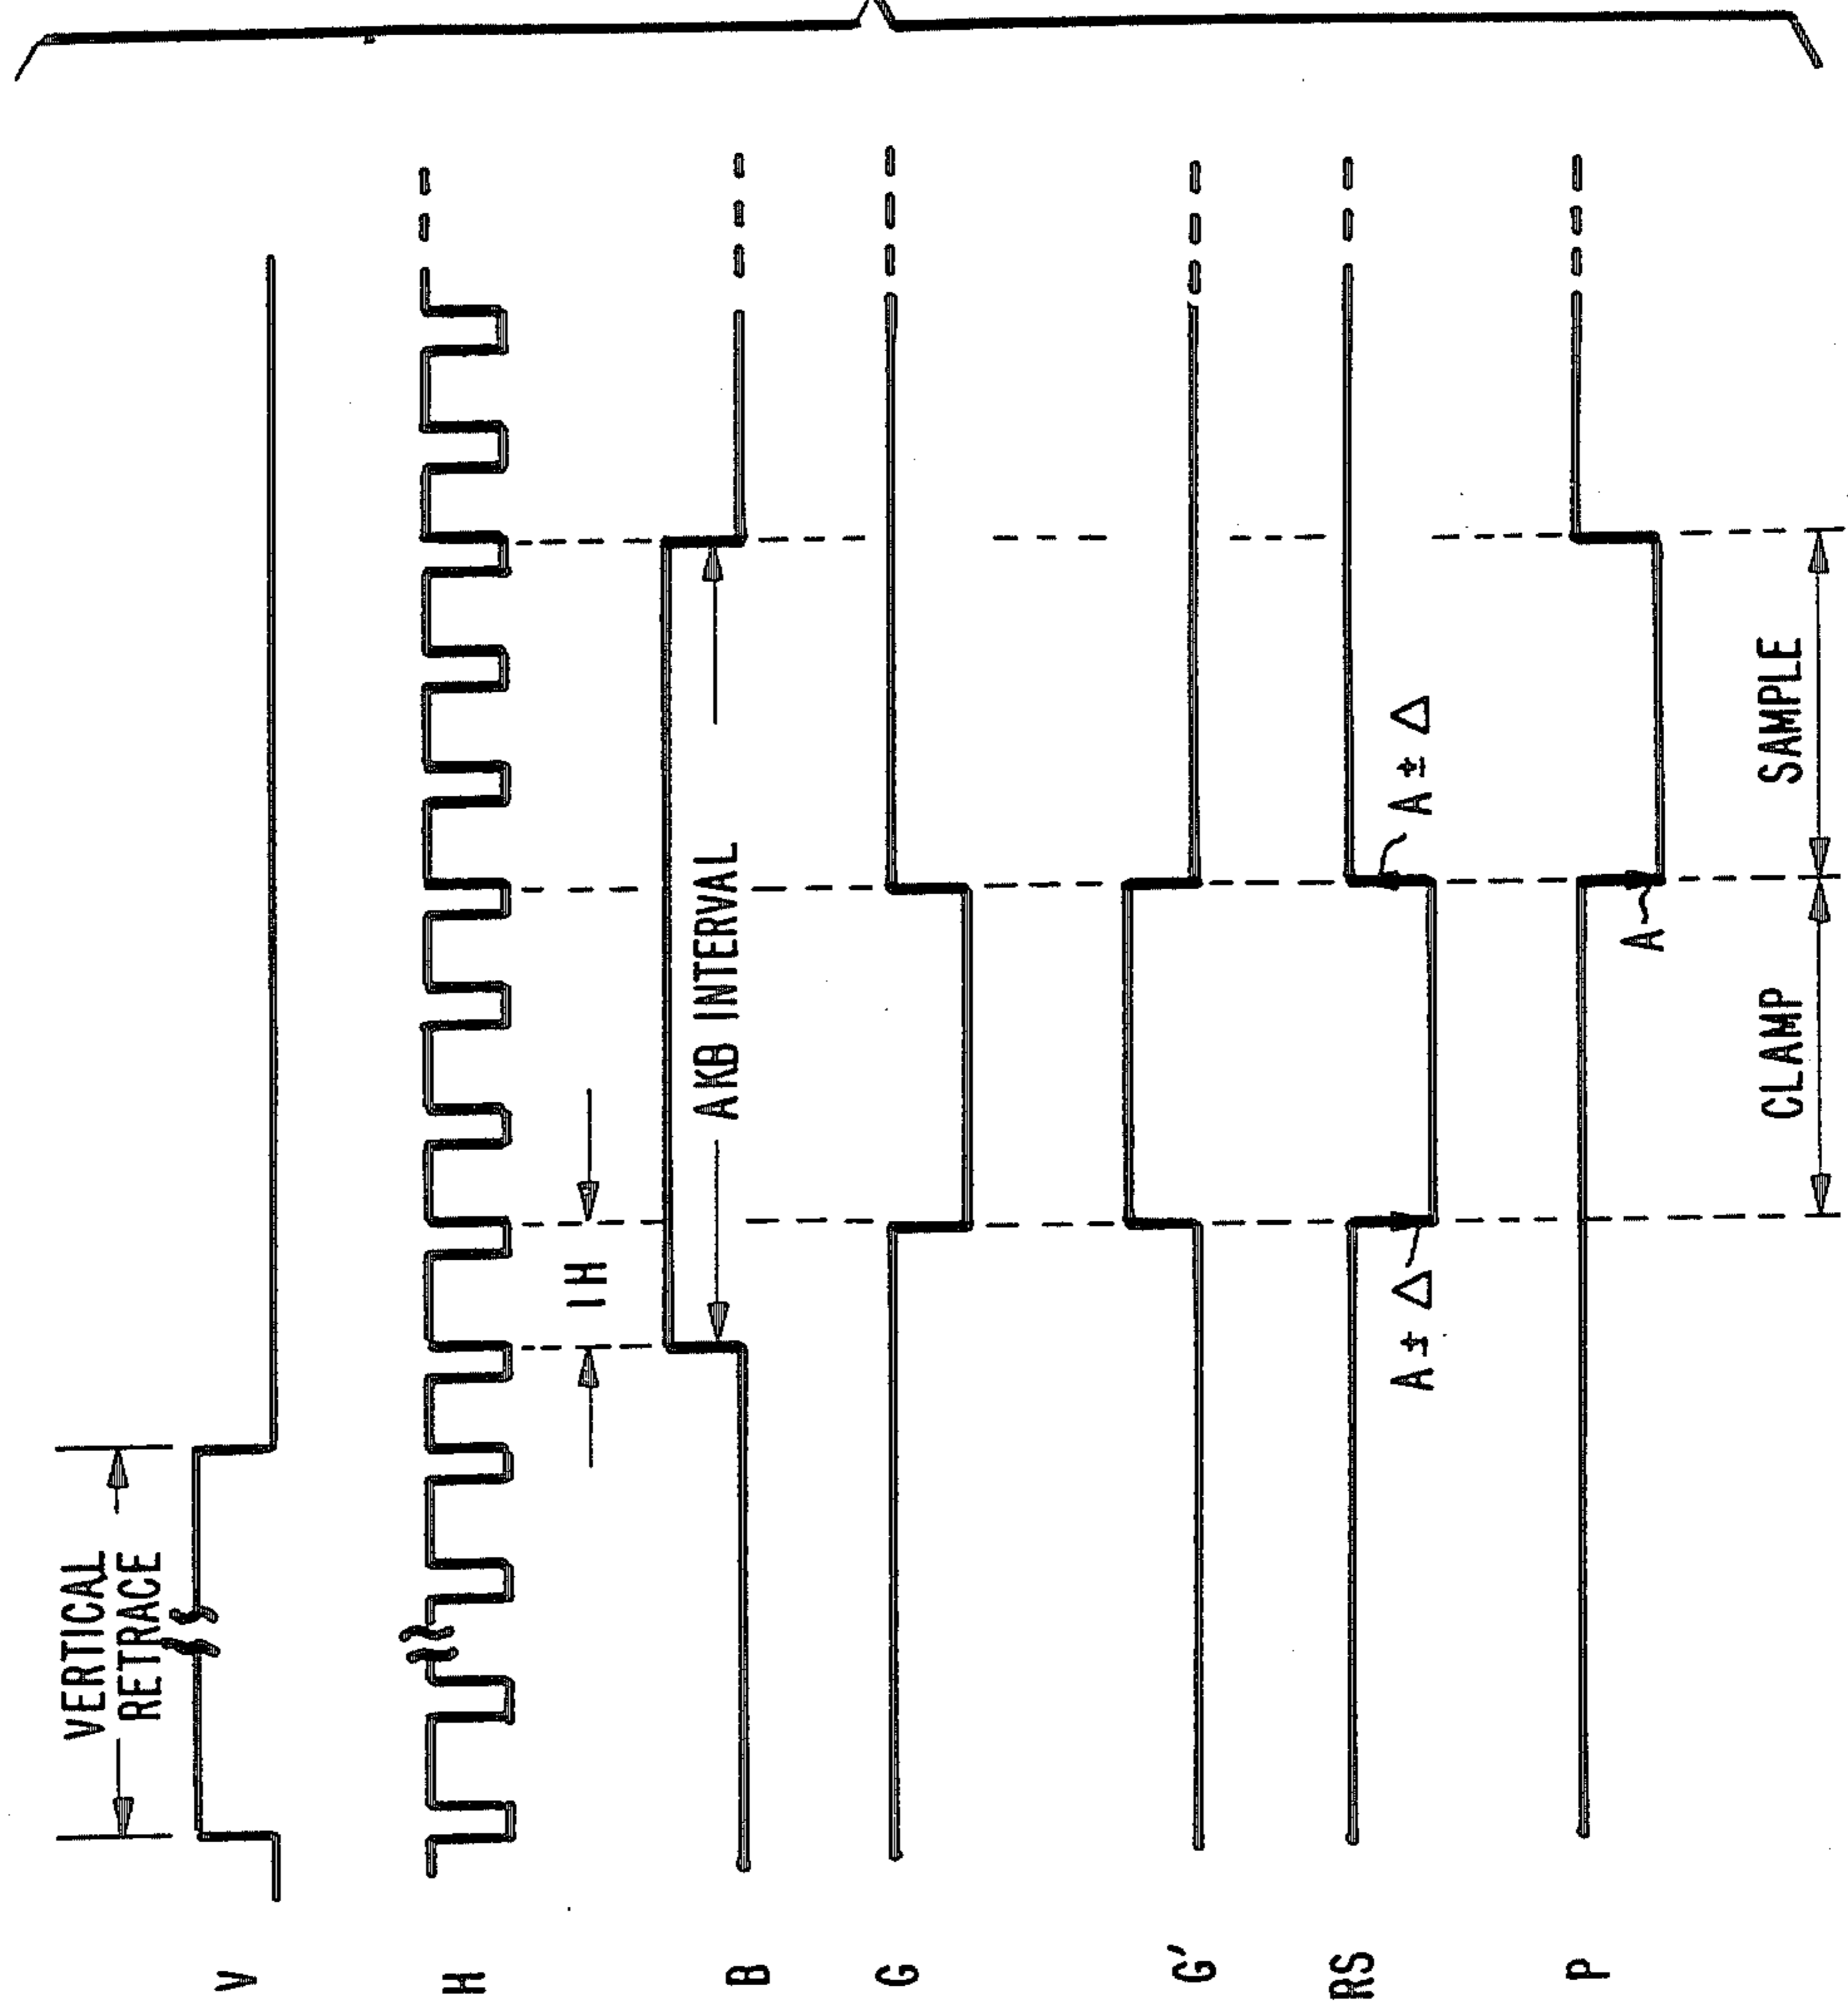 VERTICAL
RETRACE
V
H
1H
B
AKB INTERVAL
G
G'
RS
A ± Δ
A ± Δ
P
A
CLAMP
SAMPLE